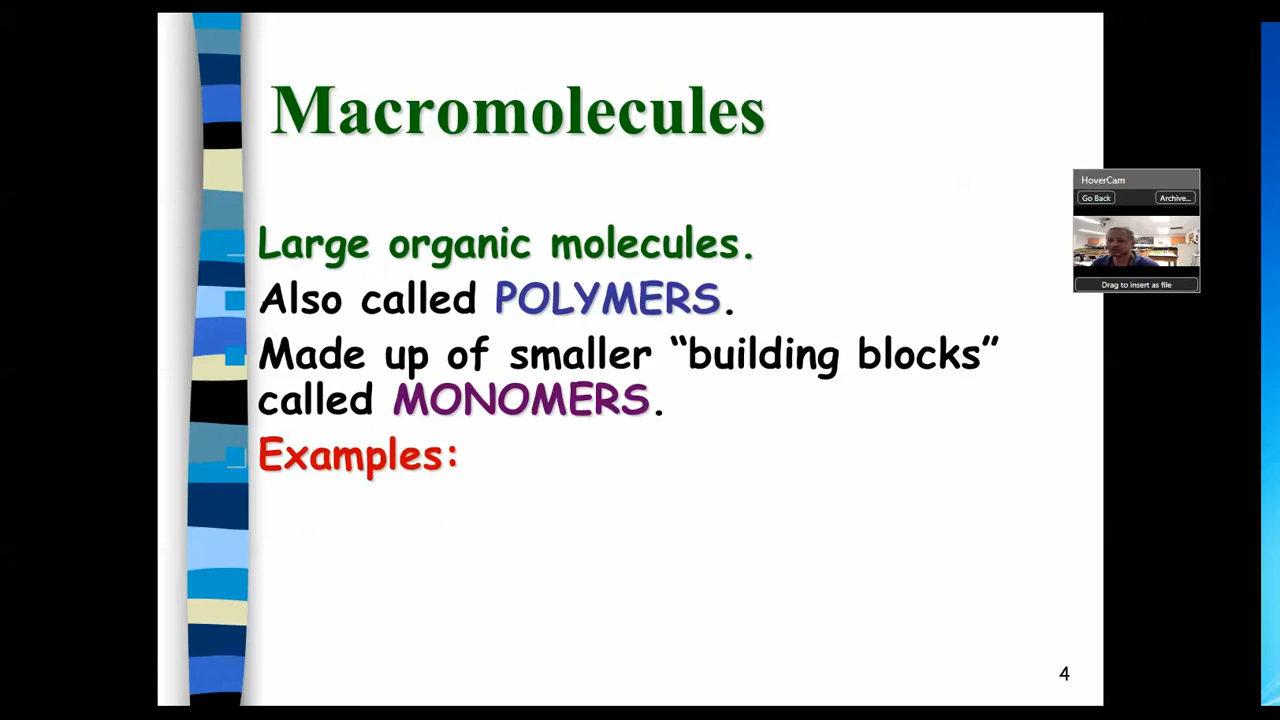 Macromolecules
Large organic molecules.
Also called POLYMERS.
Made up of smaller “building blocks”
called MONOMERS.
Examples:
4
HoverCam
Go Back
Archive...
Drag to insert as file